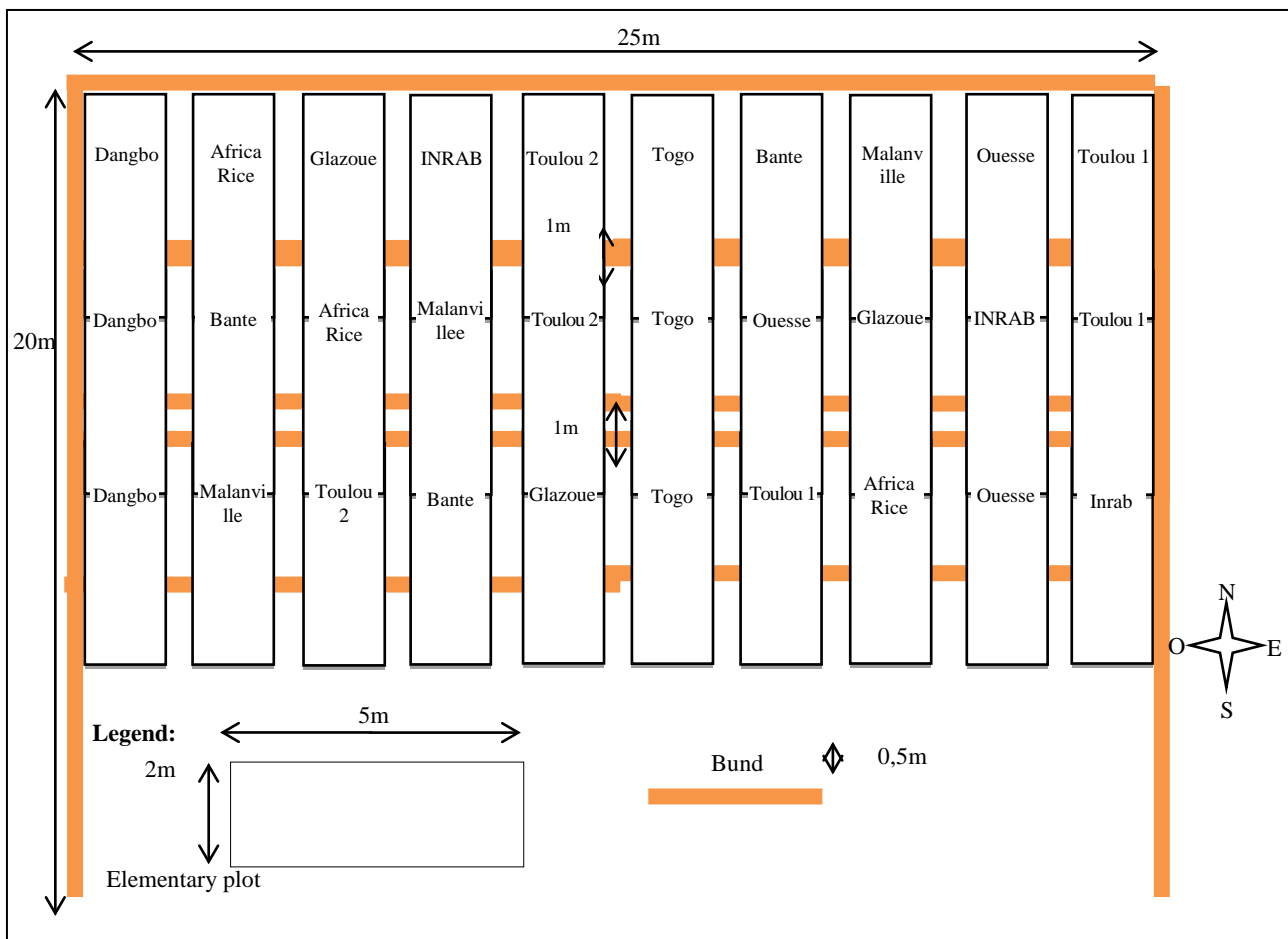 25m
Dangbo
Africa
Rice
Glazoue
INRAB
Toulou 2
Togo
Bante
Malanv
ille
Ouesse
Toulou 1
1m
20m
Dangbo
Bante
Africa
Rice
Malanvi
llee
Toulou 2
Togo
Ouesse
Glazoue
INRAB
Toulou 1
1m
Dangbo
Malanvi
lle
Toulou
2
Bante
Glazoue
Togo
Toulou 1
Africa
Rice
Ouesse
Inrab
N
O
E
S
Legend:
5m
2m
Elementary plot
Bund
0,5m